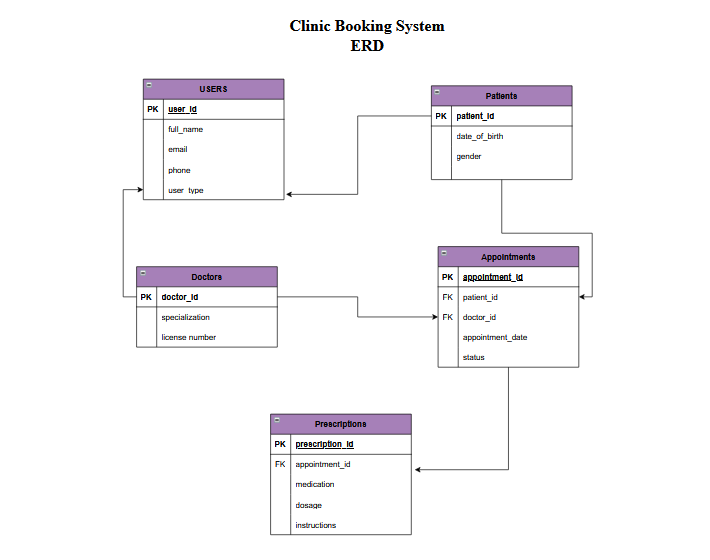 Clinic Booking System
ERD
USERS
PK user_id
full_name
email
phone
user_type
Patients
PK patient_id
date_of_birth
gender
Doctors
PK doctor_id
specialization
license number
Appointments
PK appointment_id
FK patient_id
FK doctor_id
appointment_date
status
Prescriptions
PK prescription_id
FK appointment_id
medication
dosage
instructions